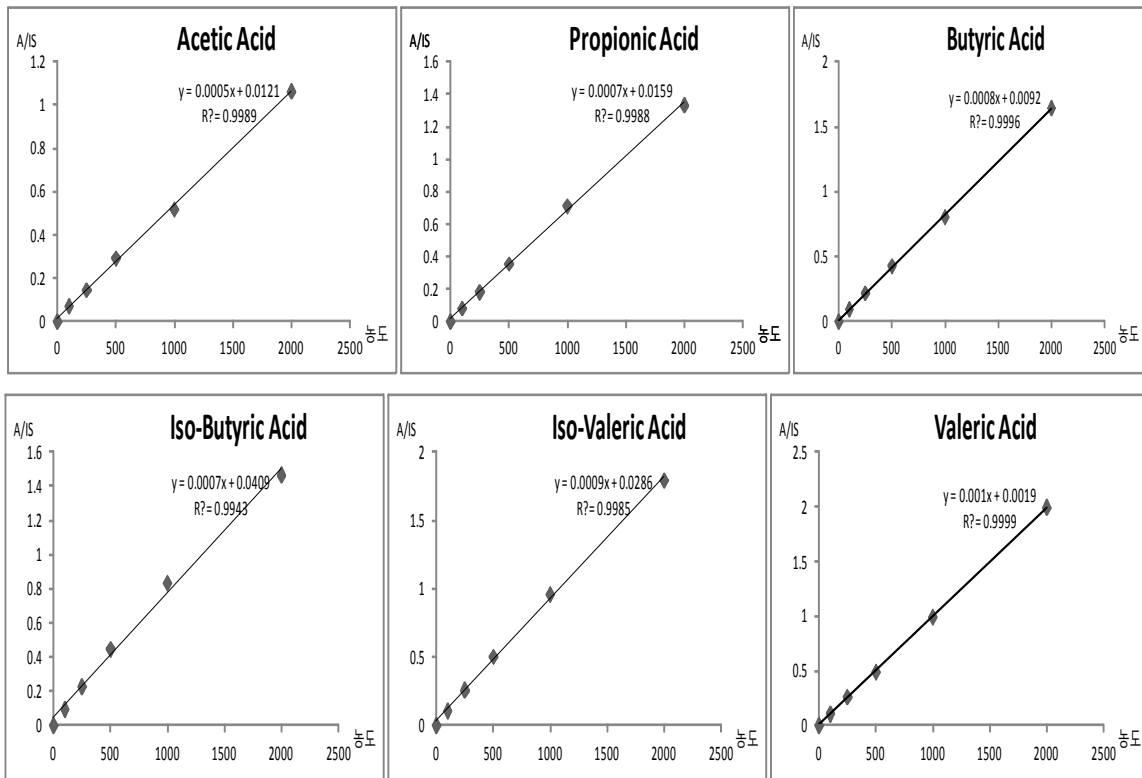 A/IS
Acetic Acid
y = 0.0005x + 0.0121
R?= 0.9989
1.2
1
0.8
0.6
0.4
0.2
0
0 500 1000 1500 2000 2500
A/IS
Propionic Acid
y = 0.0007x + 0.0159
R?= 0.9988
1.6
1.4
1.2
1
0.8
0.6
0.4
0.2
0
0 500 1000 1500 2000 2500
A/IS
Butyric Acid
y = 0.0008x + 0.0092
R?= 0.9996
2
1.5
1
0.5
0
0 500 1000 1500 2000 2500
A/IS
Iso-Butyric Acid
y = 0.0007x + 0.0409
R?= 0.9943
1.6
1.4
1.2
1
0.8
0.6
0.4
0.2
0
0 500 1000 1500 2000 2500
A/IS
Iso-Valeric Acid
y = 0.0009x + 0.0286
R?= 0.9985
2
1.5
1
0.5
0
0 500 1000 1500 2000 2500
A/IS
Valeric Acid
y = 0.001x + 0.0019
R?= 0.9999
2.5
2
1.5
1
0.5
0
0 500 1000 1500 2000 2500